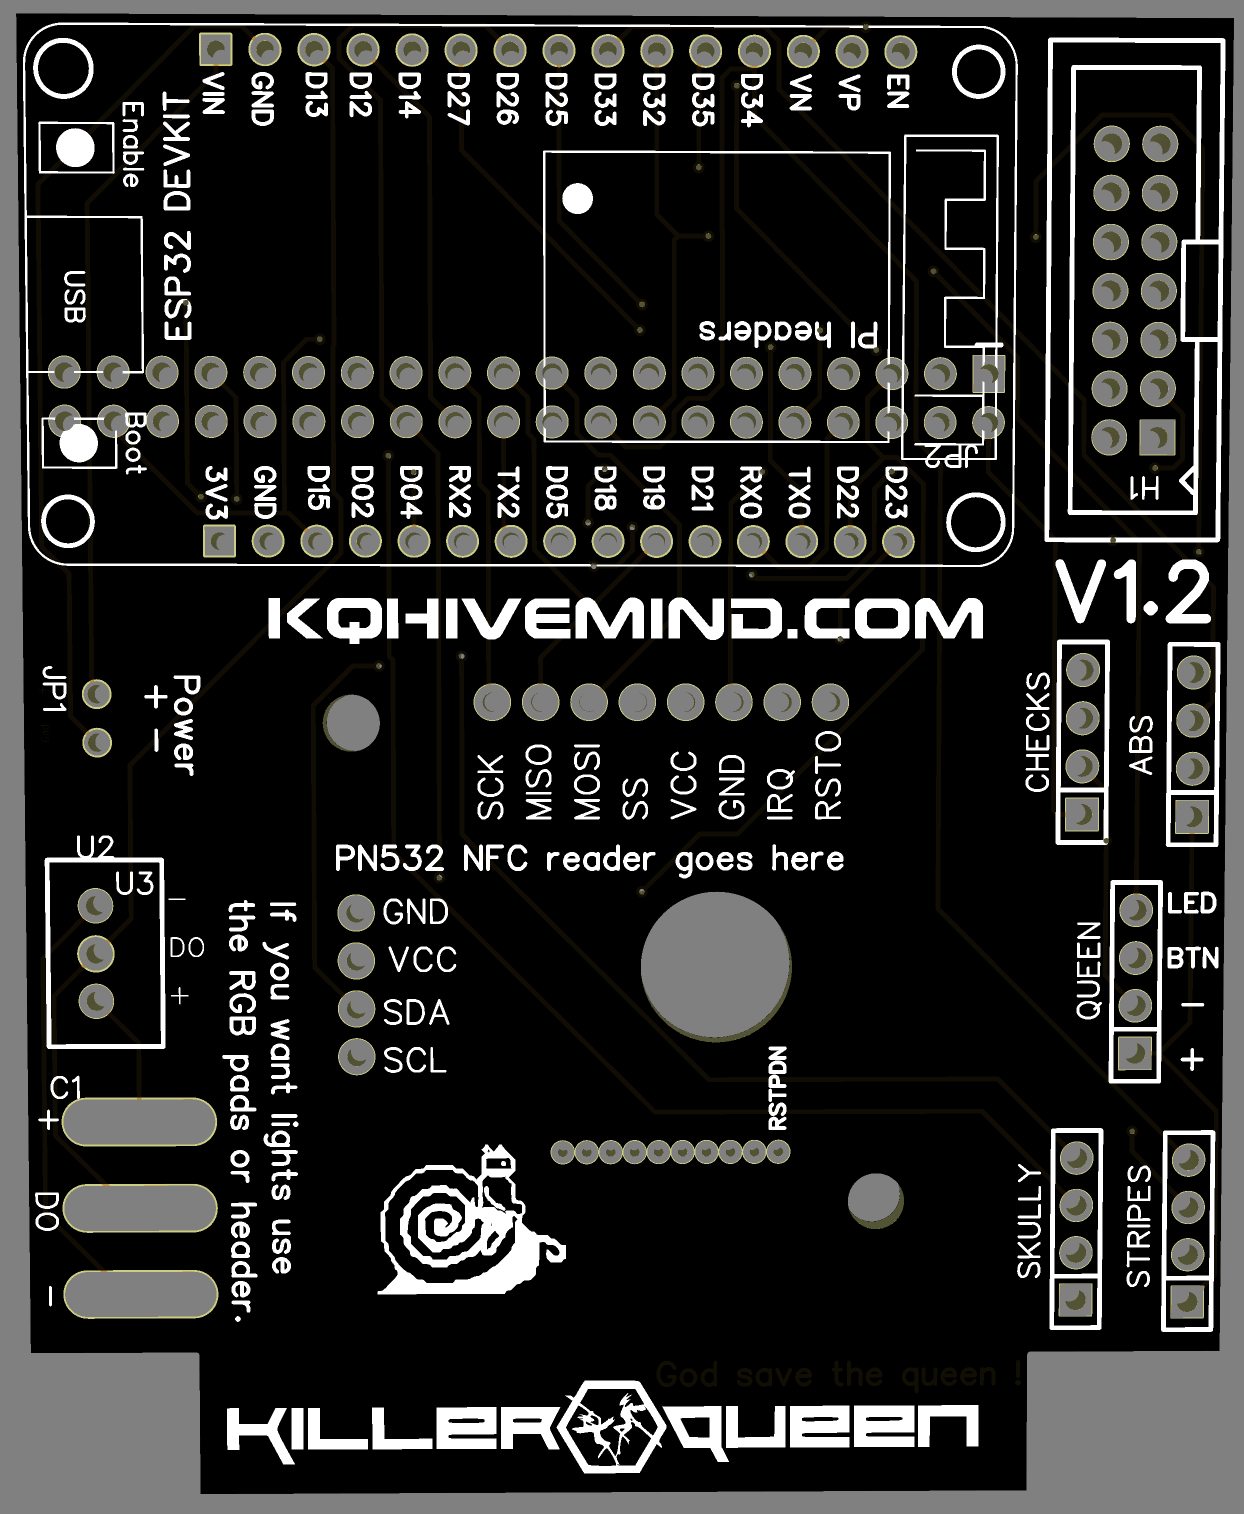 VIN
GND
D13
D12
D14
D27
D26
D25
D33
D32
D35
D34
VN
VP
EN
Enable
ESP32 DEVKIT
USB
PI headers
Boot
JP2
3V3
GND
D15
D02
D04
RX2
TX2
D05
D18
D19
D21
RX0
TX0
D22
D23
H1
V1.2
KQHIVEMIND.COM
JP1
+
-
Power
SCK
MISO
MOSI
SS
VCC
GND
IRQ
RSTO
CHECKS
ABS
PN532 NFC reader goes here
U2
U3
-
DO
+
GND
VCC
SDA
SCL
If you want lights use
the RGB pads or header.
QUEEN
LED
BTN
-
+
C1
+
DO
-
RSTPDN
SKULLY
STRIPES
God save the queen !
KILLER QUEEN